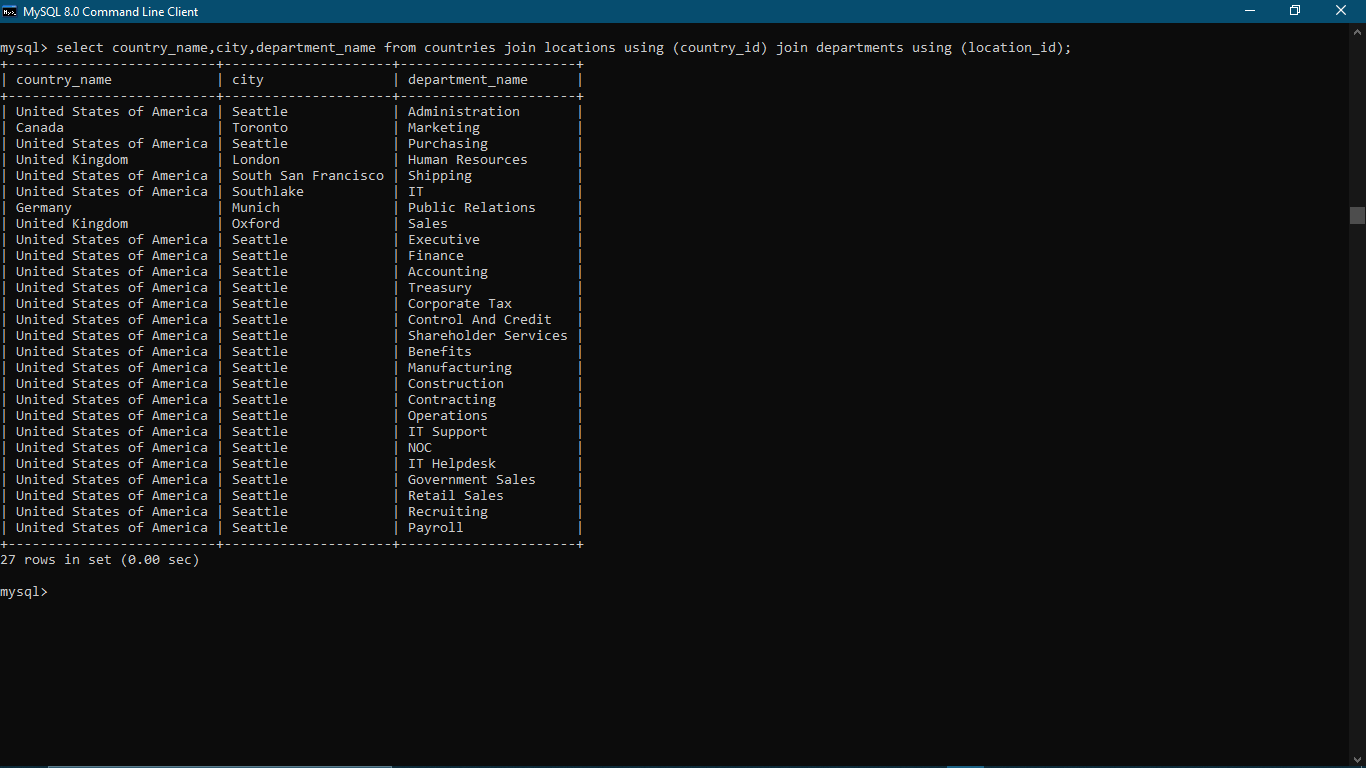 MySQL 8.0 Command Line Client
mysql> select country_name,city,department_name from countries join locations using (country_id) join departments using (location_id);
+--------------------------+---------------------+----------------------+
| country_name             | city                | department_name      |
+--------------------------+---------------------+----------------------+
| United States of America | Seattle             | Administration       |
| Canada                   | Toronto             | Marketing            |
| United States of America | Seattle             | Purchasing           |
| United Kingdom           | London              | Human Resources      |
| United States of America | South San Francisco | Shipping             |
| United States of America | Southlake           | IT                   |
| Germany                  | Munich              | Public Relations     |
| United Kingdom           | Oxford              | Sales                |
| United States of America | Seattle             | Executive            |
| United States of America | Seattle             | Finance              |
| United States of America | Seattle             | Accounting           |
| United States of America | Seattle             | Treasury             |
| United States of America | Seattle             | Corporate Tax        |
| United States of America | Seattle             | Control And Credit   |
| United States of America | Seattle             | Shareholder Services |
| United States of America | Seattle             | Benefits             |
| United States of America | Seattle             | Manufacturing        |
| United States of America | Seattle             | Construction         |
| United States of America | Seattle             | Contracting          |
| United States of America | Seattle             | Operations           |
| United States of America | Seattle             | IT Support           |
| United States of America | Seattle             | NOC                  |
| United States of America | Seattle             | IT Helpdesk          |
| United States of America | Seattle             | Government Sales     |
| United States of America | Seattle             | Retail Sales         |
| United States of America | Seattle             | Recruiting           |
| United States of America | Seattle             | Payroll              |
+--------------------------+---------------------+----------------------+
27 rows in set (0.00 sec)
mysql>